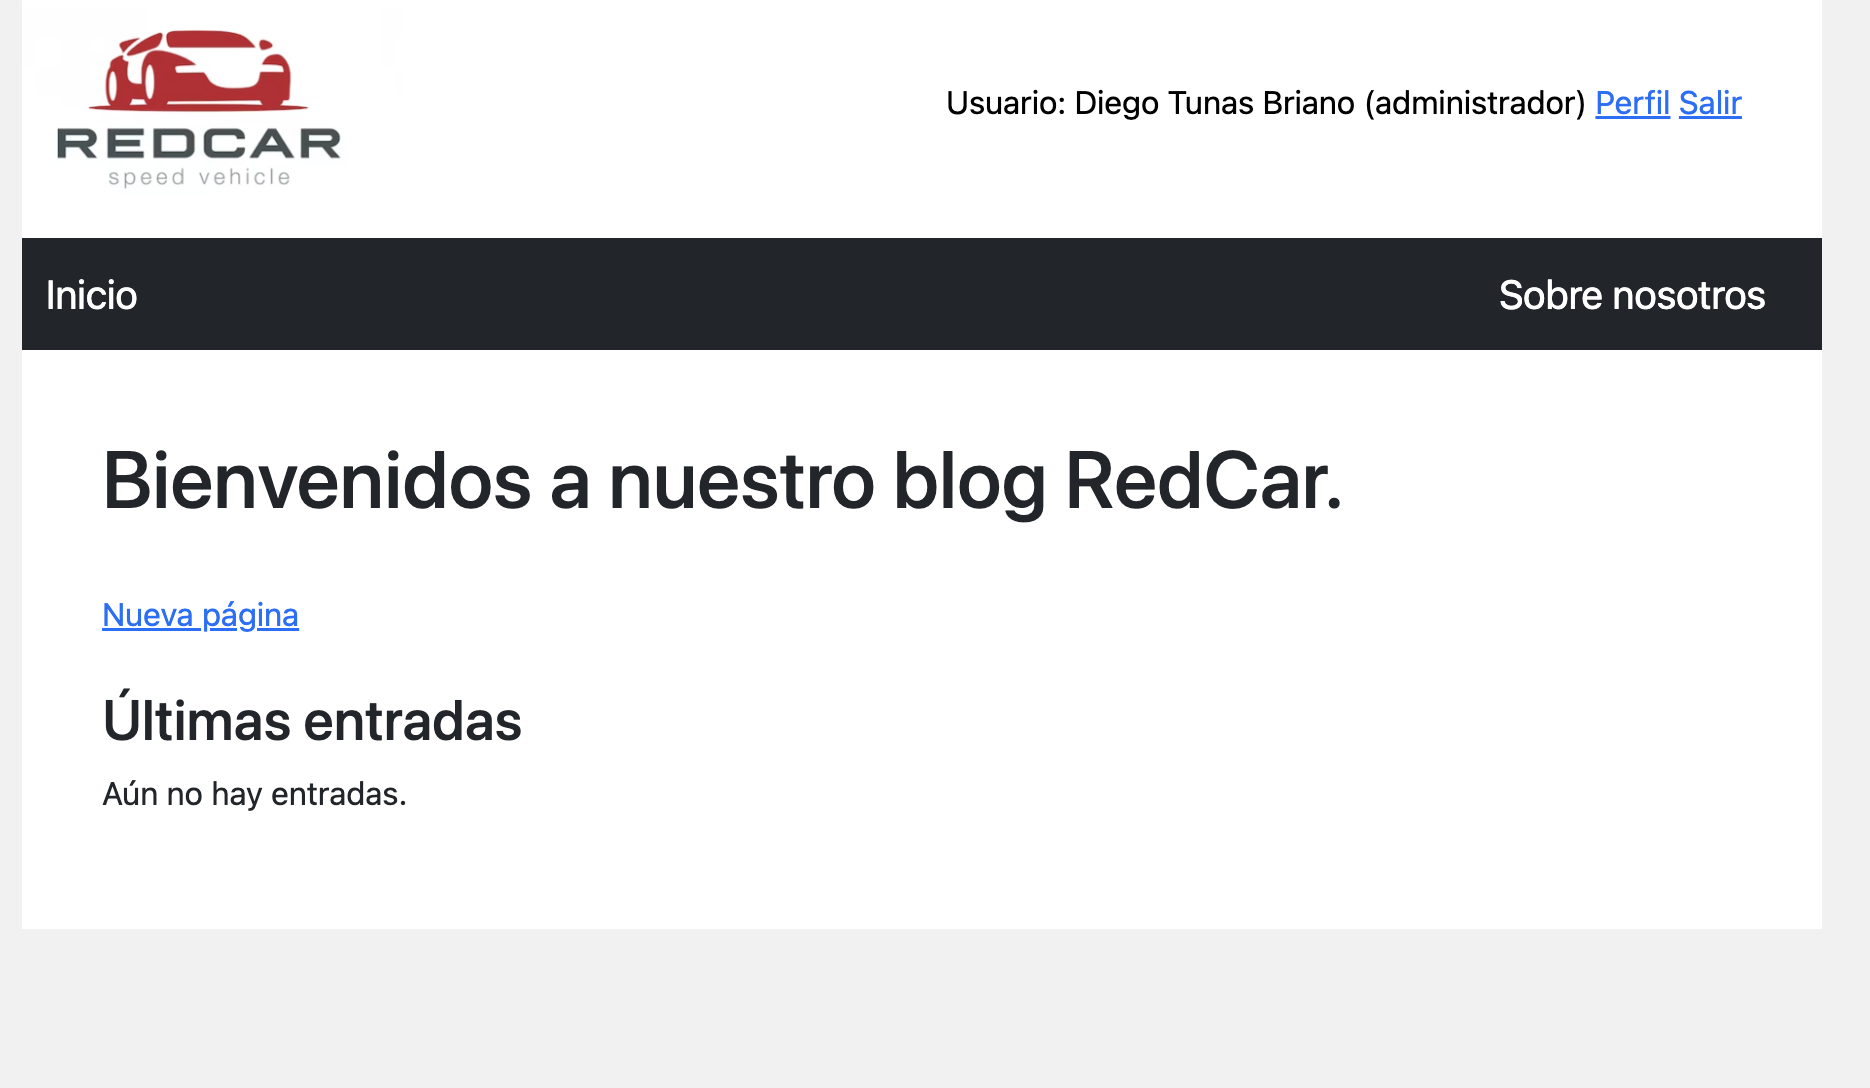 REDCAR
speed vehicle
Usuario: Diego Tunas Briano (administrador) Perfil Salir
Inicio
Sobre nosotros
Bienvenidos a nuestro blog RedCar.
Nueva página
Últimas entradas
Aún no hay entradas.